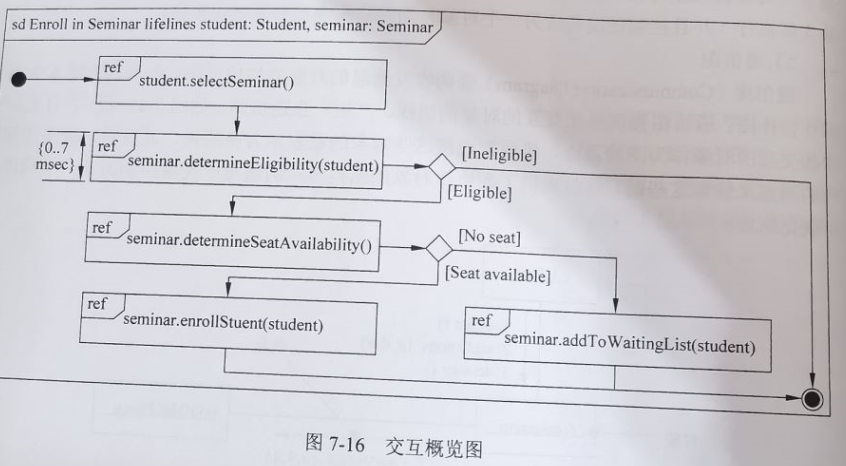 sd Enroll in Seminar lifelines student: Student, seminar: Seminar
ref
student.selectSeminar()
{0..7
msec}
ref
seminar.determineEligibility(student)
[Ineligible]
[Eligible]
ref
seminar.determineSeatAvailability()
[No seat]
[Seat available]
ref
seminar.enrollStuent(student)
ref
seminar.addToWaitingList(student)
图 7-16 交互概览图